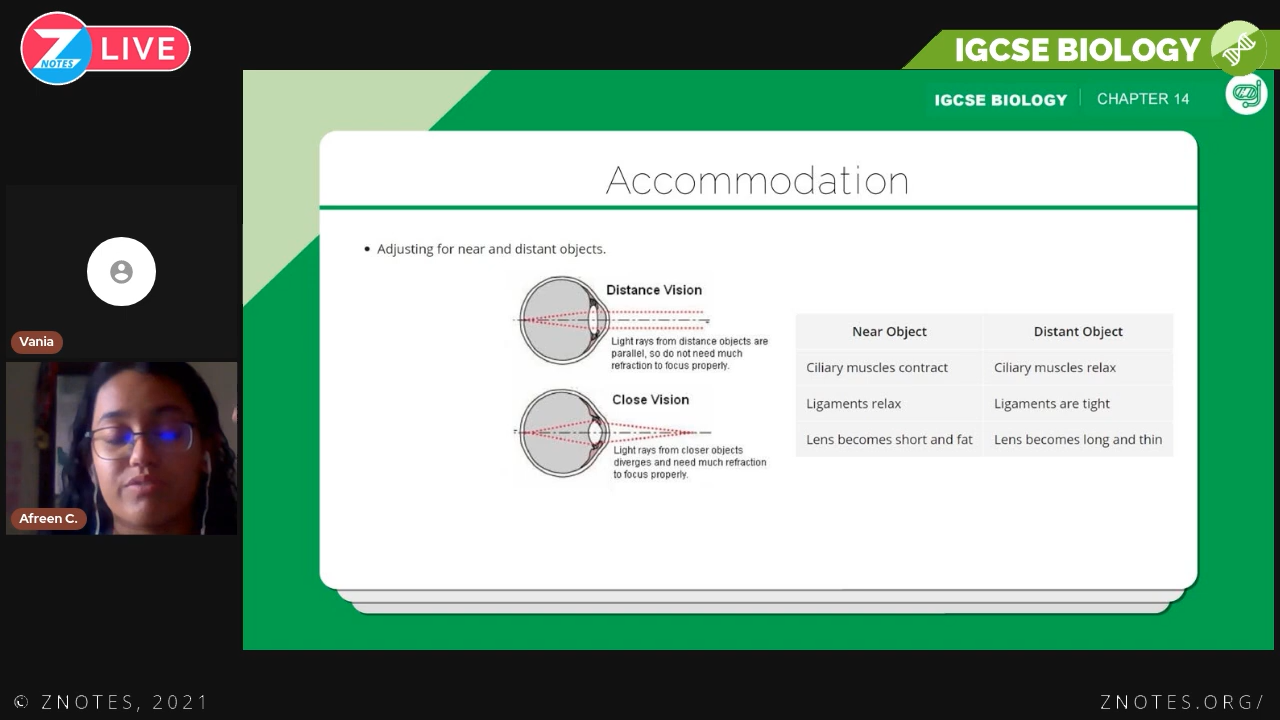 Z
NOTES
LIVE
IGCSE BIOLOGY
IGCSE BIOLOGY | CHAPTER 14
Accommodation
• Adjusting for near and distant objects.
Distance Vision
Light rays from distance objects are
parallel, so do not need much
refraction to focus properly.
Close Vision
Light rays from closer objects
diverges and need much refraction
to focus properly.
Near Object Distant Object
Ciliary muscles contract Ciliary muscles relax
Ligaments relax Ligaments are tight
Lens becomes short and fat Lens becomes long and thin
Vania
Afreen C.
© ZNOTES, 2021
ZNOTES.ORG/